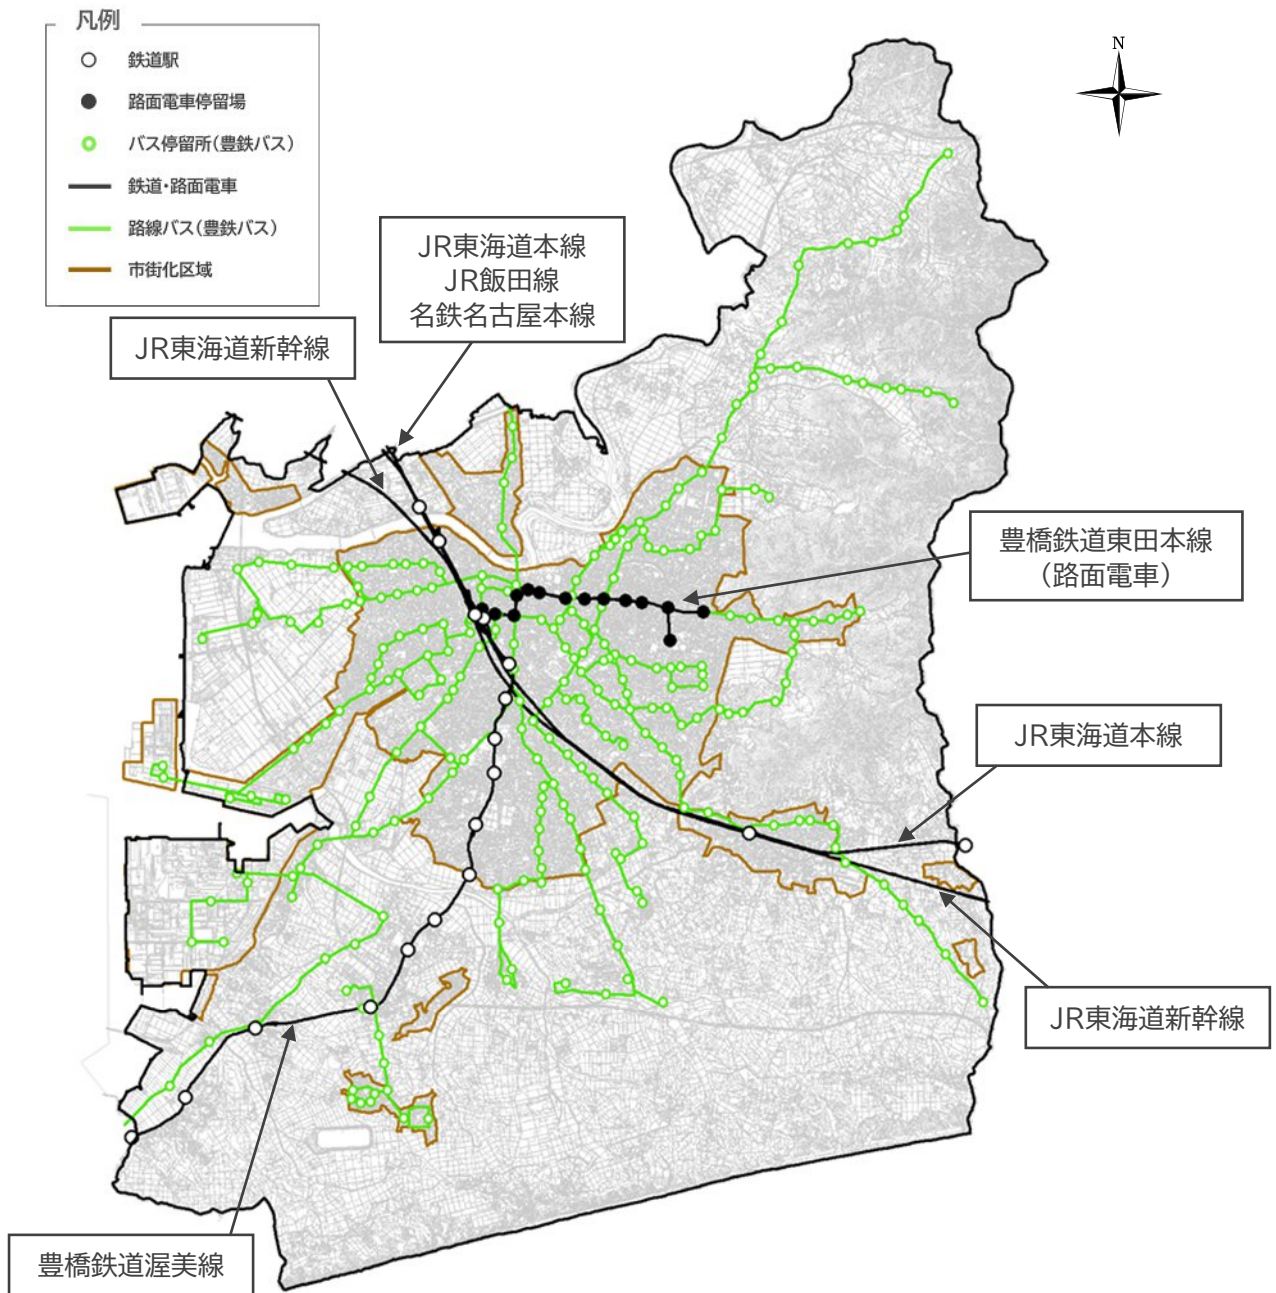 凡例
鉄道駅
路面電車停留場
バス停留所(豊鉄バス)
鉄道・路面電車
路線バス(豊鉄バス)
市街化区域
N
JR東海道本線
JR飯田線
名鉄名古屋本線
JR東海道新幹線
豊橋鉄道東田本線
(路面電車)
JR東海道本線
JR東海道新幹線
豊橋鉄道渥美線